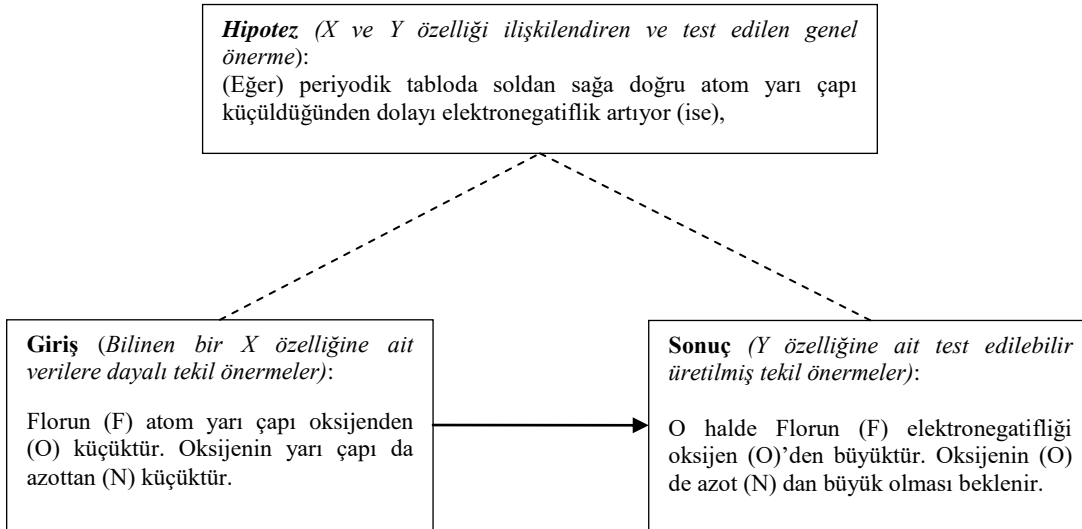 Hipotez (X ve Y özelliği ilişkilendiren ve test edilen genel
önerme):
(Eğer) periyodik tabloda soldan sağa doğru atom yarı çapı
küçüldüğünden dolayı elektronegatiflik artıyor (ise),
Giriş (Bilinen bir X özelliğine ait
verilere dayalı tekil önermeler):
Florun (F) atom yarı çapı oksijenden
(O) küçüktür. Oksijenin yarı çapı da
azottan (N) küçüktür.
Sonuç (Y özelliğine ait test edilebilir
üretilmiş tekil önermeler):
O halde Florun (F) elektronegatifliği
oksijen (O)’den büyüktür. Oksijenin (O)
de azot (N) dan büyük olması beklenir.